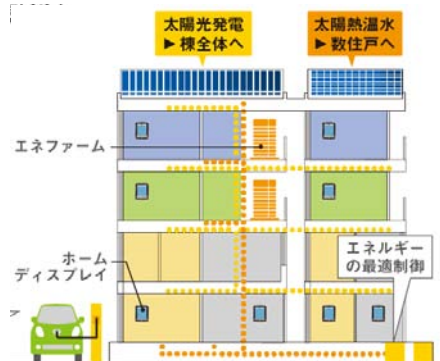 太陽光発電
▶ 棟全体へ
太陽熱温水
▶ 数住戸へ
エネファーム
ホーム
ディスプレイ
エネルギー
の最適制御